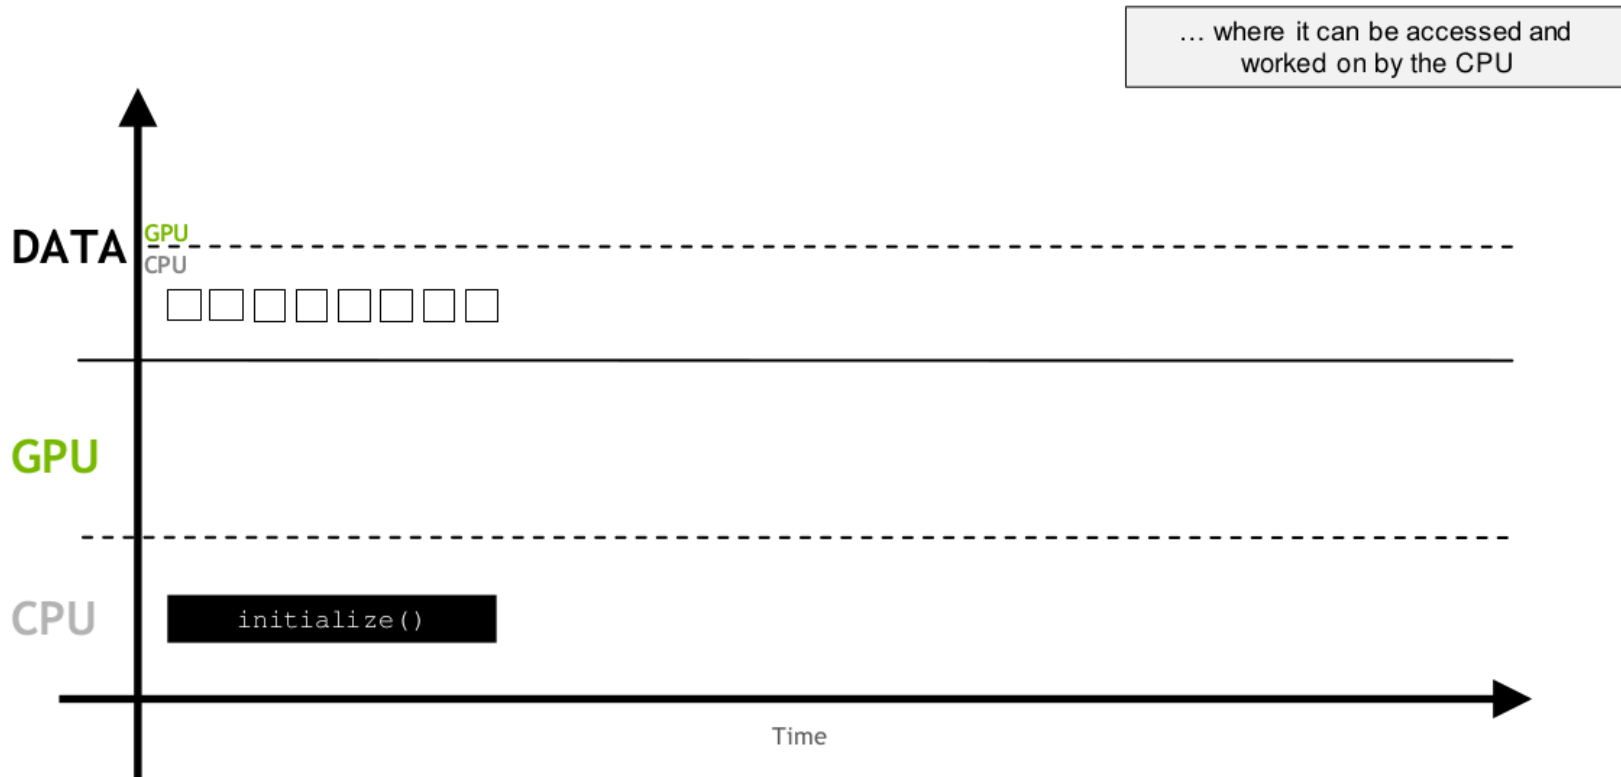 … where it can be accessed and
worked on by the CPU
DATA
GPU
CPU
GPU
CPU
initialize()
Time